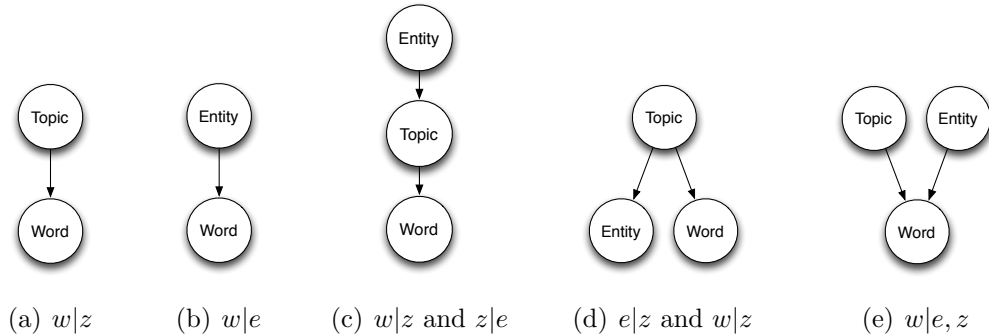 Entity
Topic
Entity
Topic
Topic
Entity
Topic
Word
Word
Word
Entity
Word
Word
(a) w|z
(b) w|e
(c) w|z and z|e
(d) e|z and w|z
(e) w|e, z